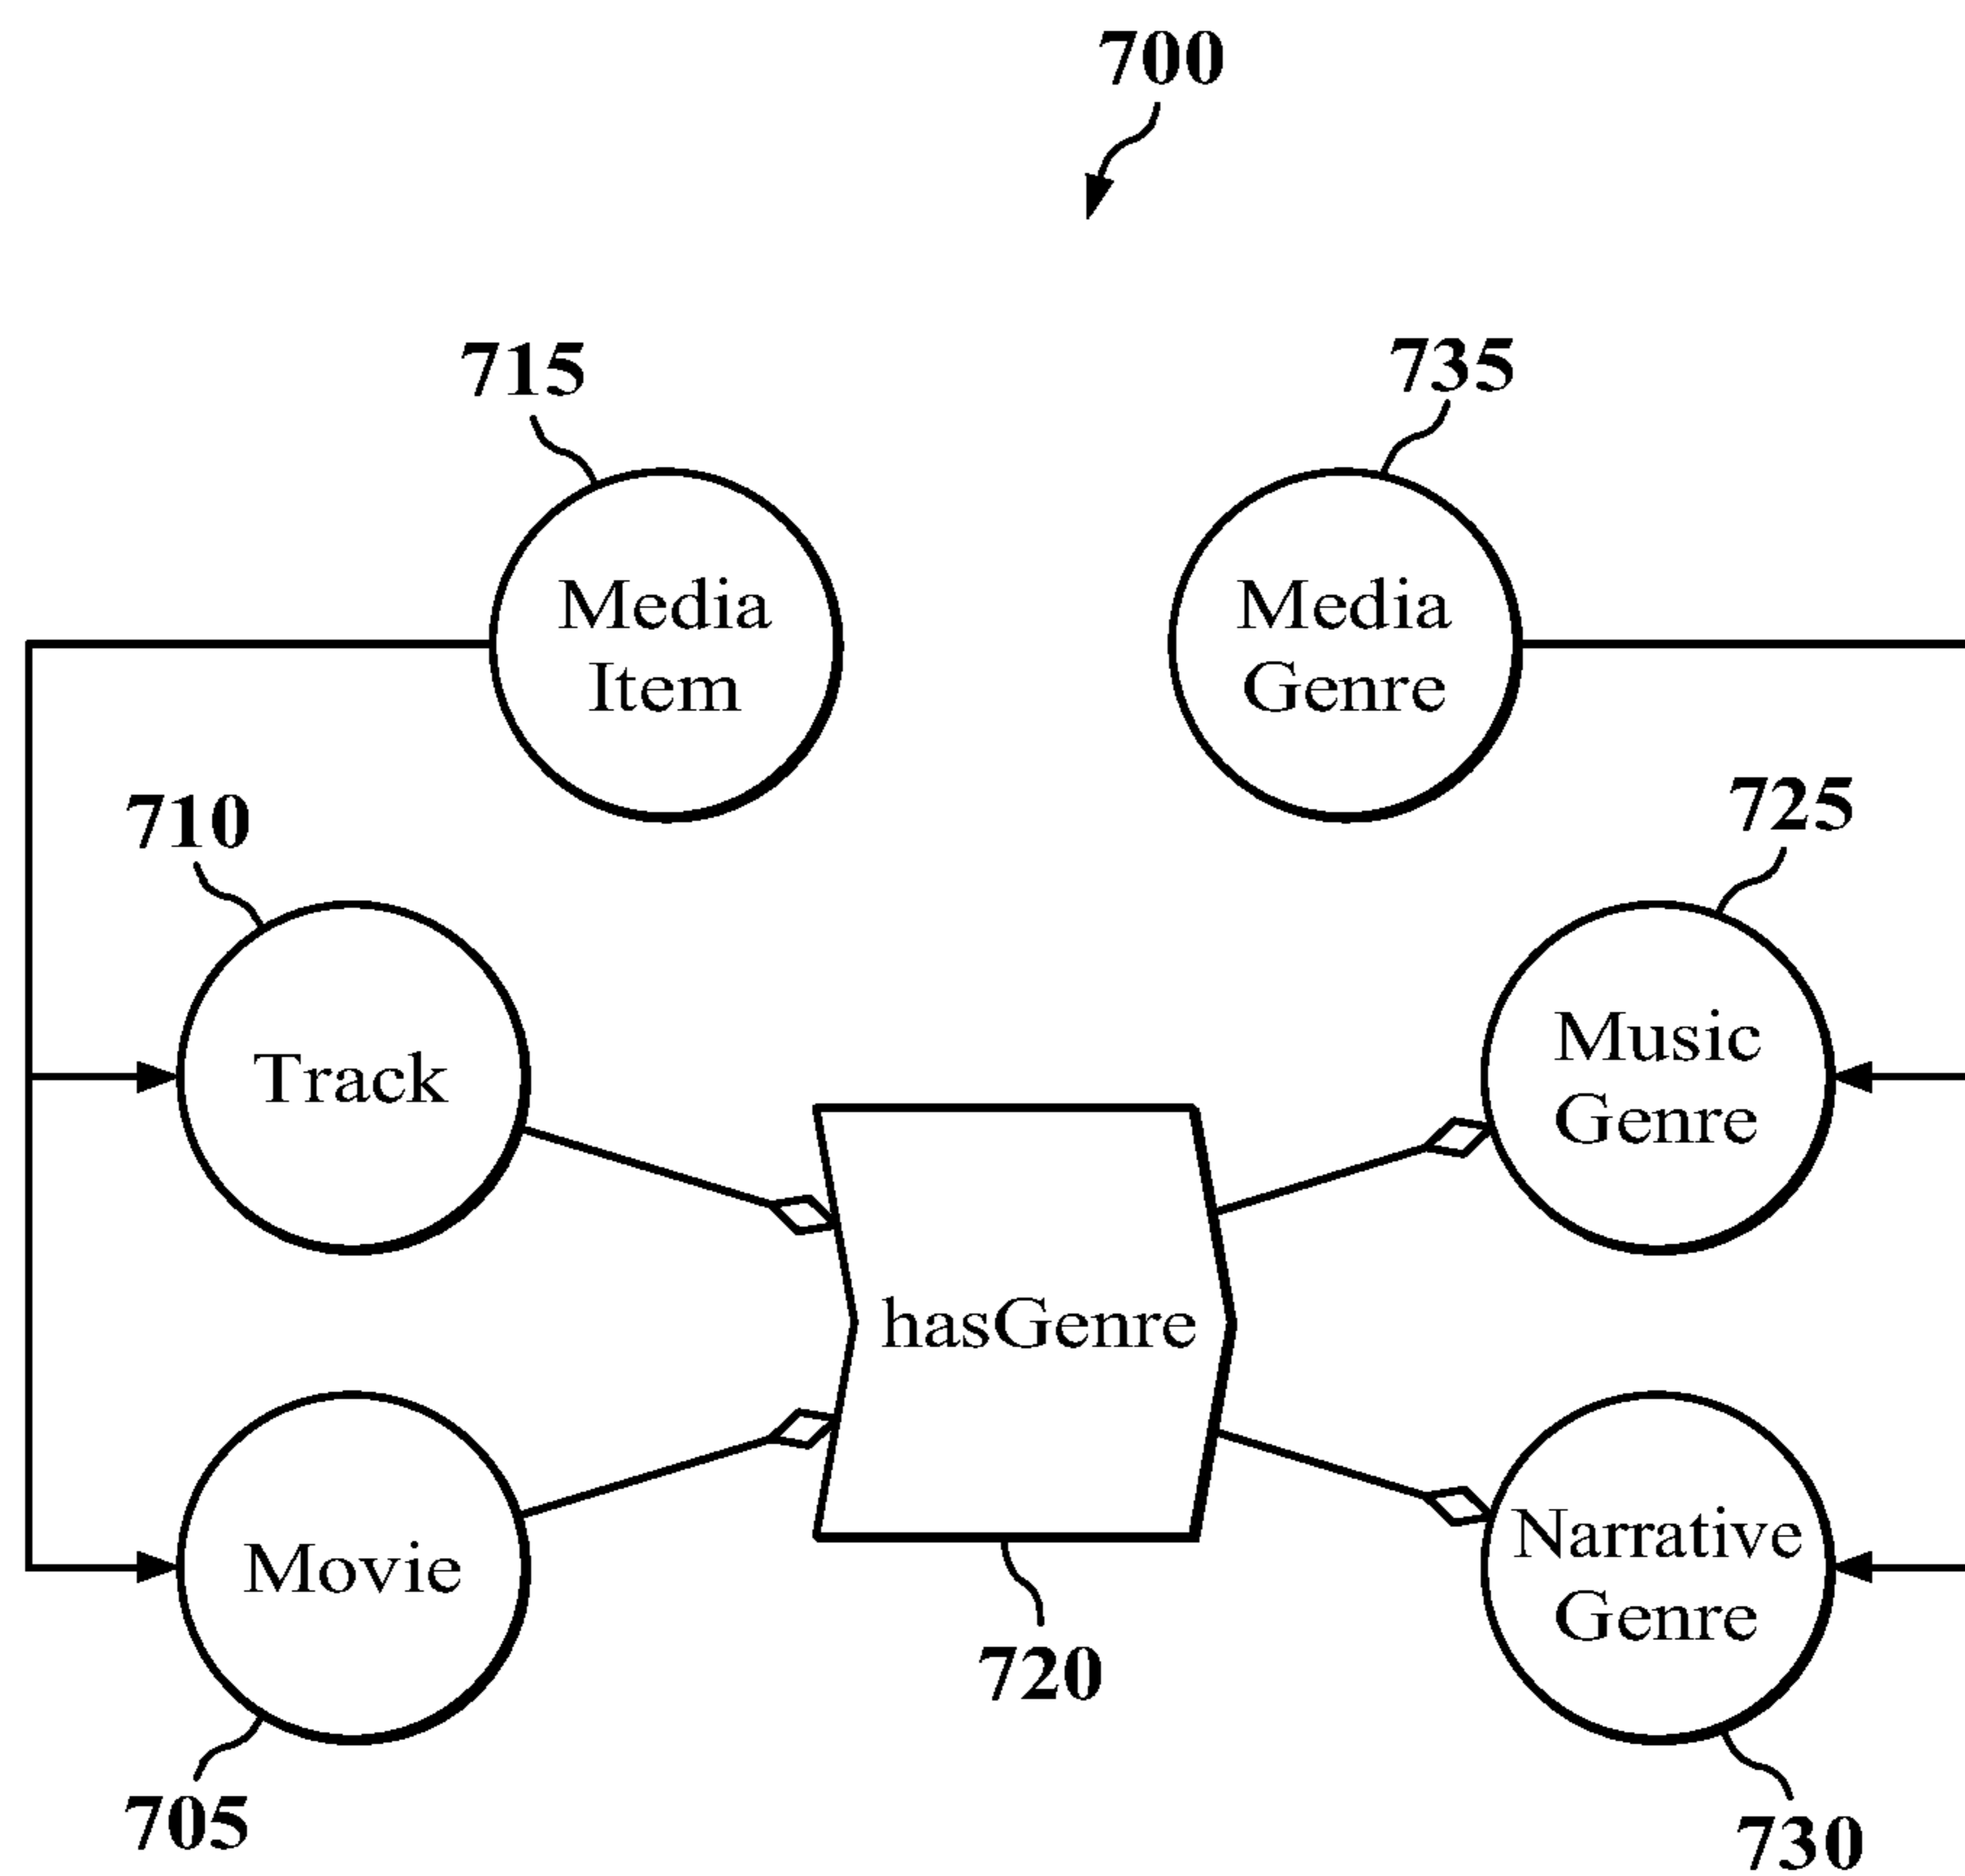 700
715
735
Media
Item
Media
Genre
710
725
Track
Music
Genre
hasGenre
Movie
Narrative
Genre
720
705
730